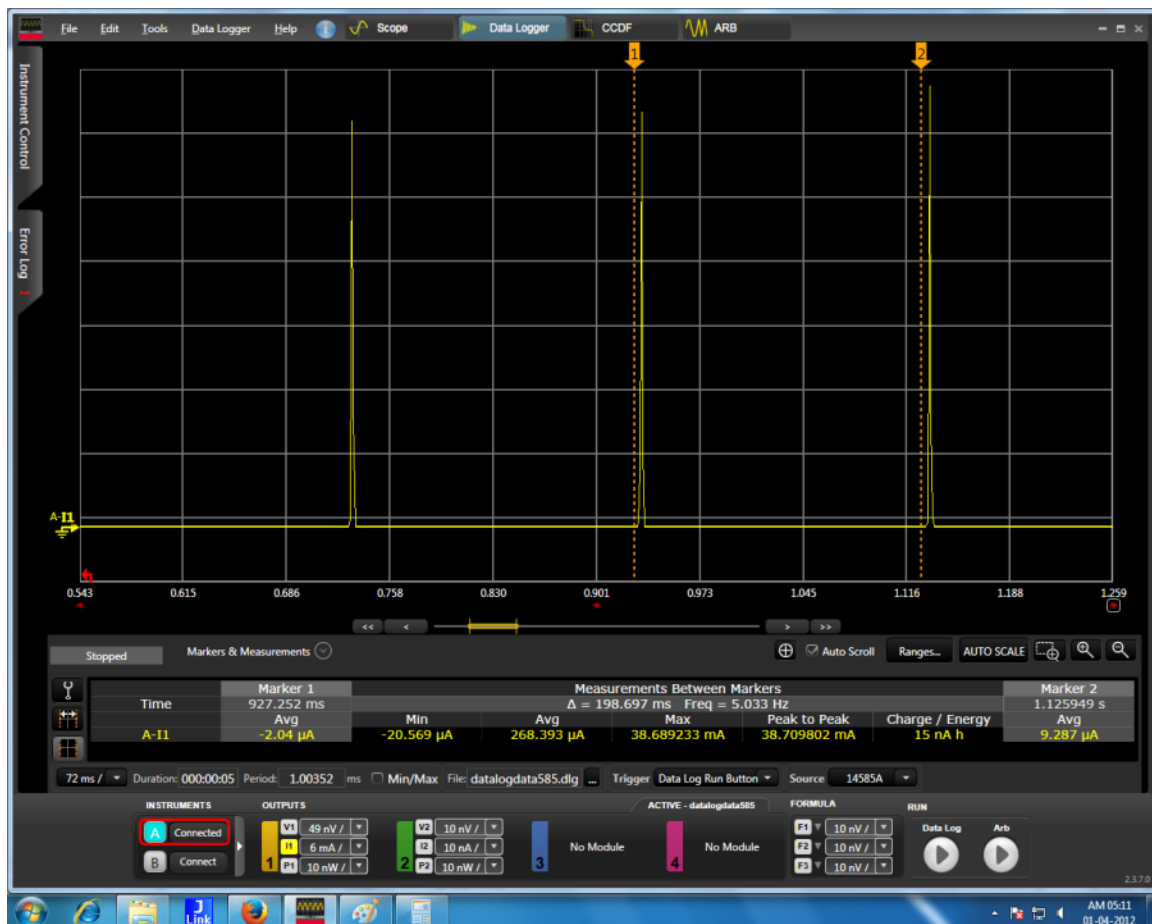 File Edit Tools Data Logger Help Scope Data Logger CCDF ARB
Instrument Control
Error Log
1 2
A-I1
0.543 0.615 0.686 0.758 0.830 0.901 0.973 1.045 1.116 1.188 1.259
<< < > >>
Stopped Markers & Measurements Auto Scroll Ranges... AUTO SCALE
Marker 1 Measurements Between Markers Marker 2
Time 927.252 ms Δ = 198.697 ms Freq = 5.033 Hz 1.125949 s
Avg Min Avg Max Peak to Peak Charge / Energy Avg
A-I1 -2.04 µA -20.569 µA 268.393 µA 38.689233 mA 38.709802 mA 15 nA h 9.287 µA
72 ms / Duration: 000:00:05 Period: 1.00352 ms Min/Max File: datalogdata585.dlg ... Trigger Data Log Run Button Source 14585A
INSTRUMENTS OUTPUTS ACTIVE - datalogdata585 FORMULA RUN
A Connected V1 49 nV / V2 10 nV / F1 10 nV / Data Log Arb
I1 6 mA / I2 10 nA / No Module No Module F2 10 nV /
B Connect 1 P1 10 nW / 2 P2 10 nW / 3 4 F3 10 nV /
2.3.7.0
J Link
AM 05:11
01-04-2012